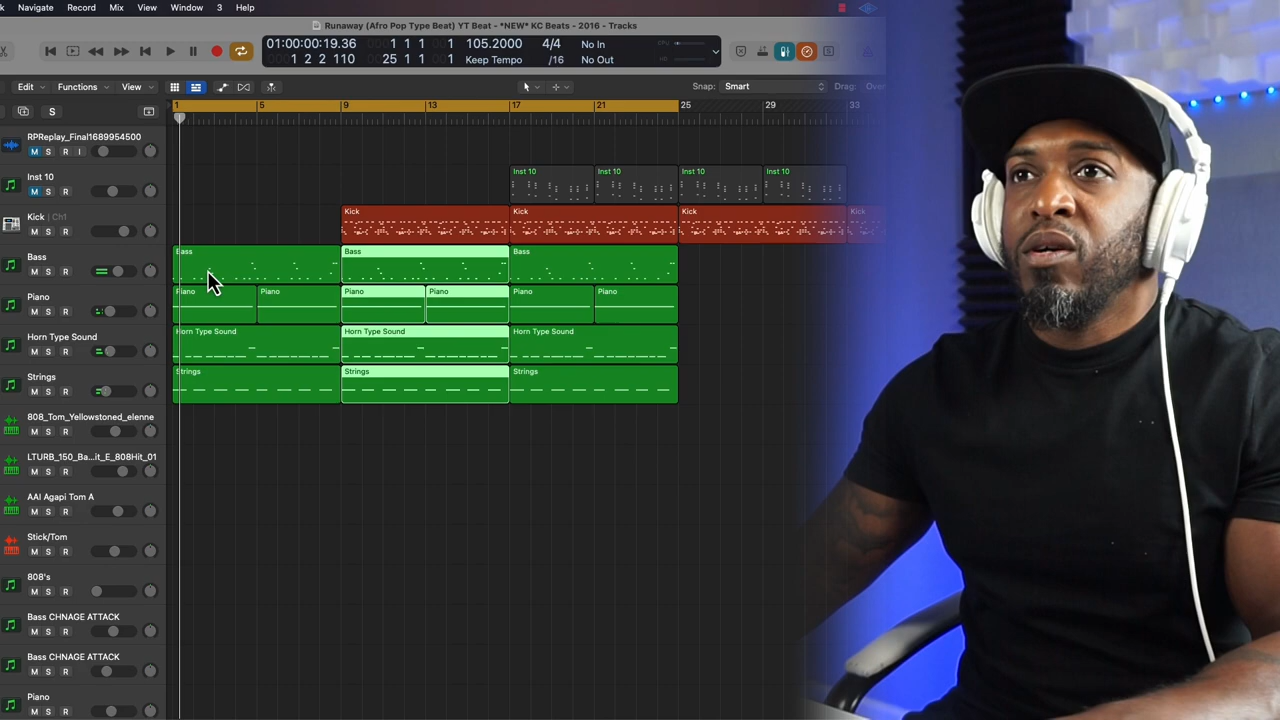 Navigate Record Mix View Window 3 Help
Runaway (Afro Pop Type Beat) YT Beat - *NEW* KC Beats - 2016 - Tracks
01:00:00:19.36 1 1 1 1 105.2000 4/4 No In CPU
1 2 2 110 25 1 1 1 Keep Tempo /16 No Out HD
Edit Functions View Snap: Smart Drag: Over
1 5 9 13 17 21 25 29 33
RPReplay_Final1689954500
M S R I
Inst 10 Inst 10 Inst 10 Inst 10 Inst 10
M S R
Kick | Ch1 Kick Kick Kick Kick
M S R
Bass Bass Bass Bass
M S R
Piano Piano Piano Piano Piano Piano Piano
M S R
Horn Type Sound Horn Type Sound Horn Type Sound Horn Type Sound
M S R
Strings Strings Strings Strings
M S R
808_Tom_Yellowstoned_elenne
M S R
LTURB_150_Ba...it_E_808Hit_01
M S R
AAI Agapi Tom A
M S R
Stick/Tom
M S R
808's
M S R
Bass CHNAGE ATTACK
M S R
Bass CHNAGE ATTACK
M S R
Piano
M S R